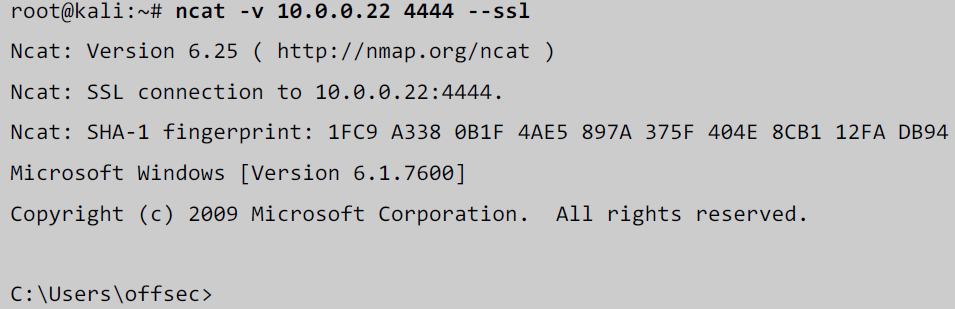 root@kali:~# ncat -v 10.0.0.22 4444 --ssl
Ncat: Version 6.25 ( http://nmap.org/ncat )
Ncat: SSL connection to 10.0.0.22:4444.
Ncat: SHA-1 fingerprint: 1FC9 A338 0B1F 4AE5 897A 375F 404E 8CB1 12FA DB94
Microsoft Windows [Version 6.1.7600]
Copyright (c) 2009 Microsoft Corporation.  All rights reserved.
C:\Users\offsec>